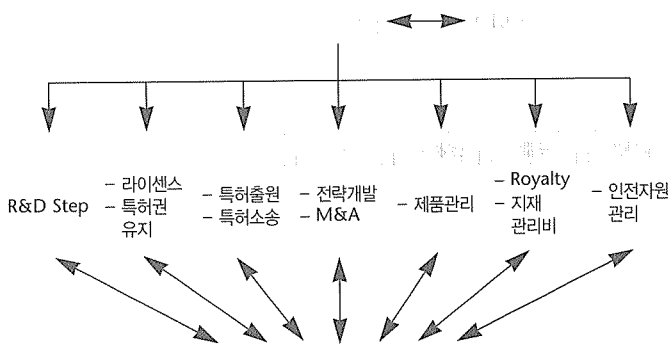 R&D Step
– 라이센스
– 특허권
유지
– 특허출원
– 특허소송
– 전략개발
– M&A
– 제품관리
– Royalty
– 지재
관리비
– 인전자원
관리